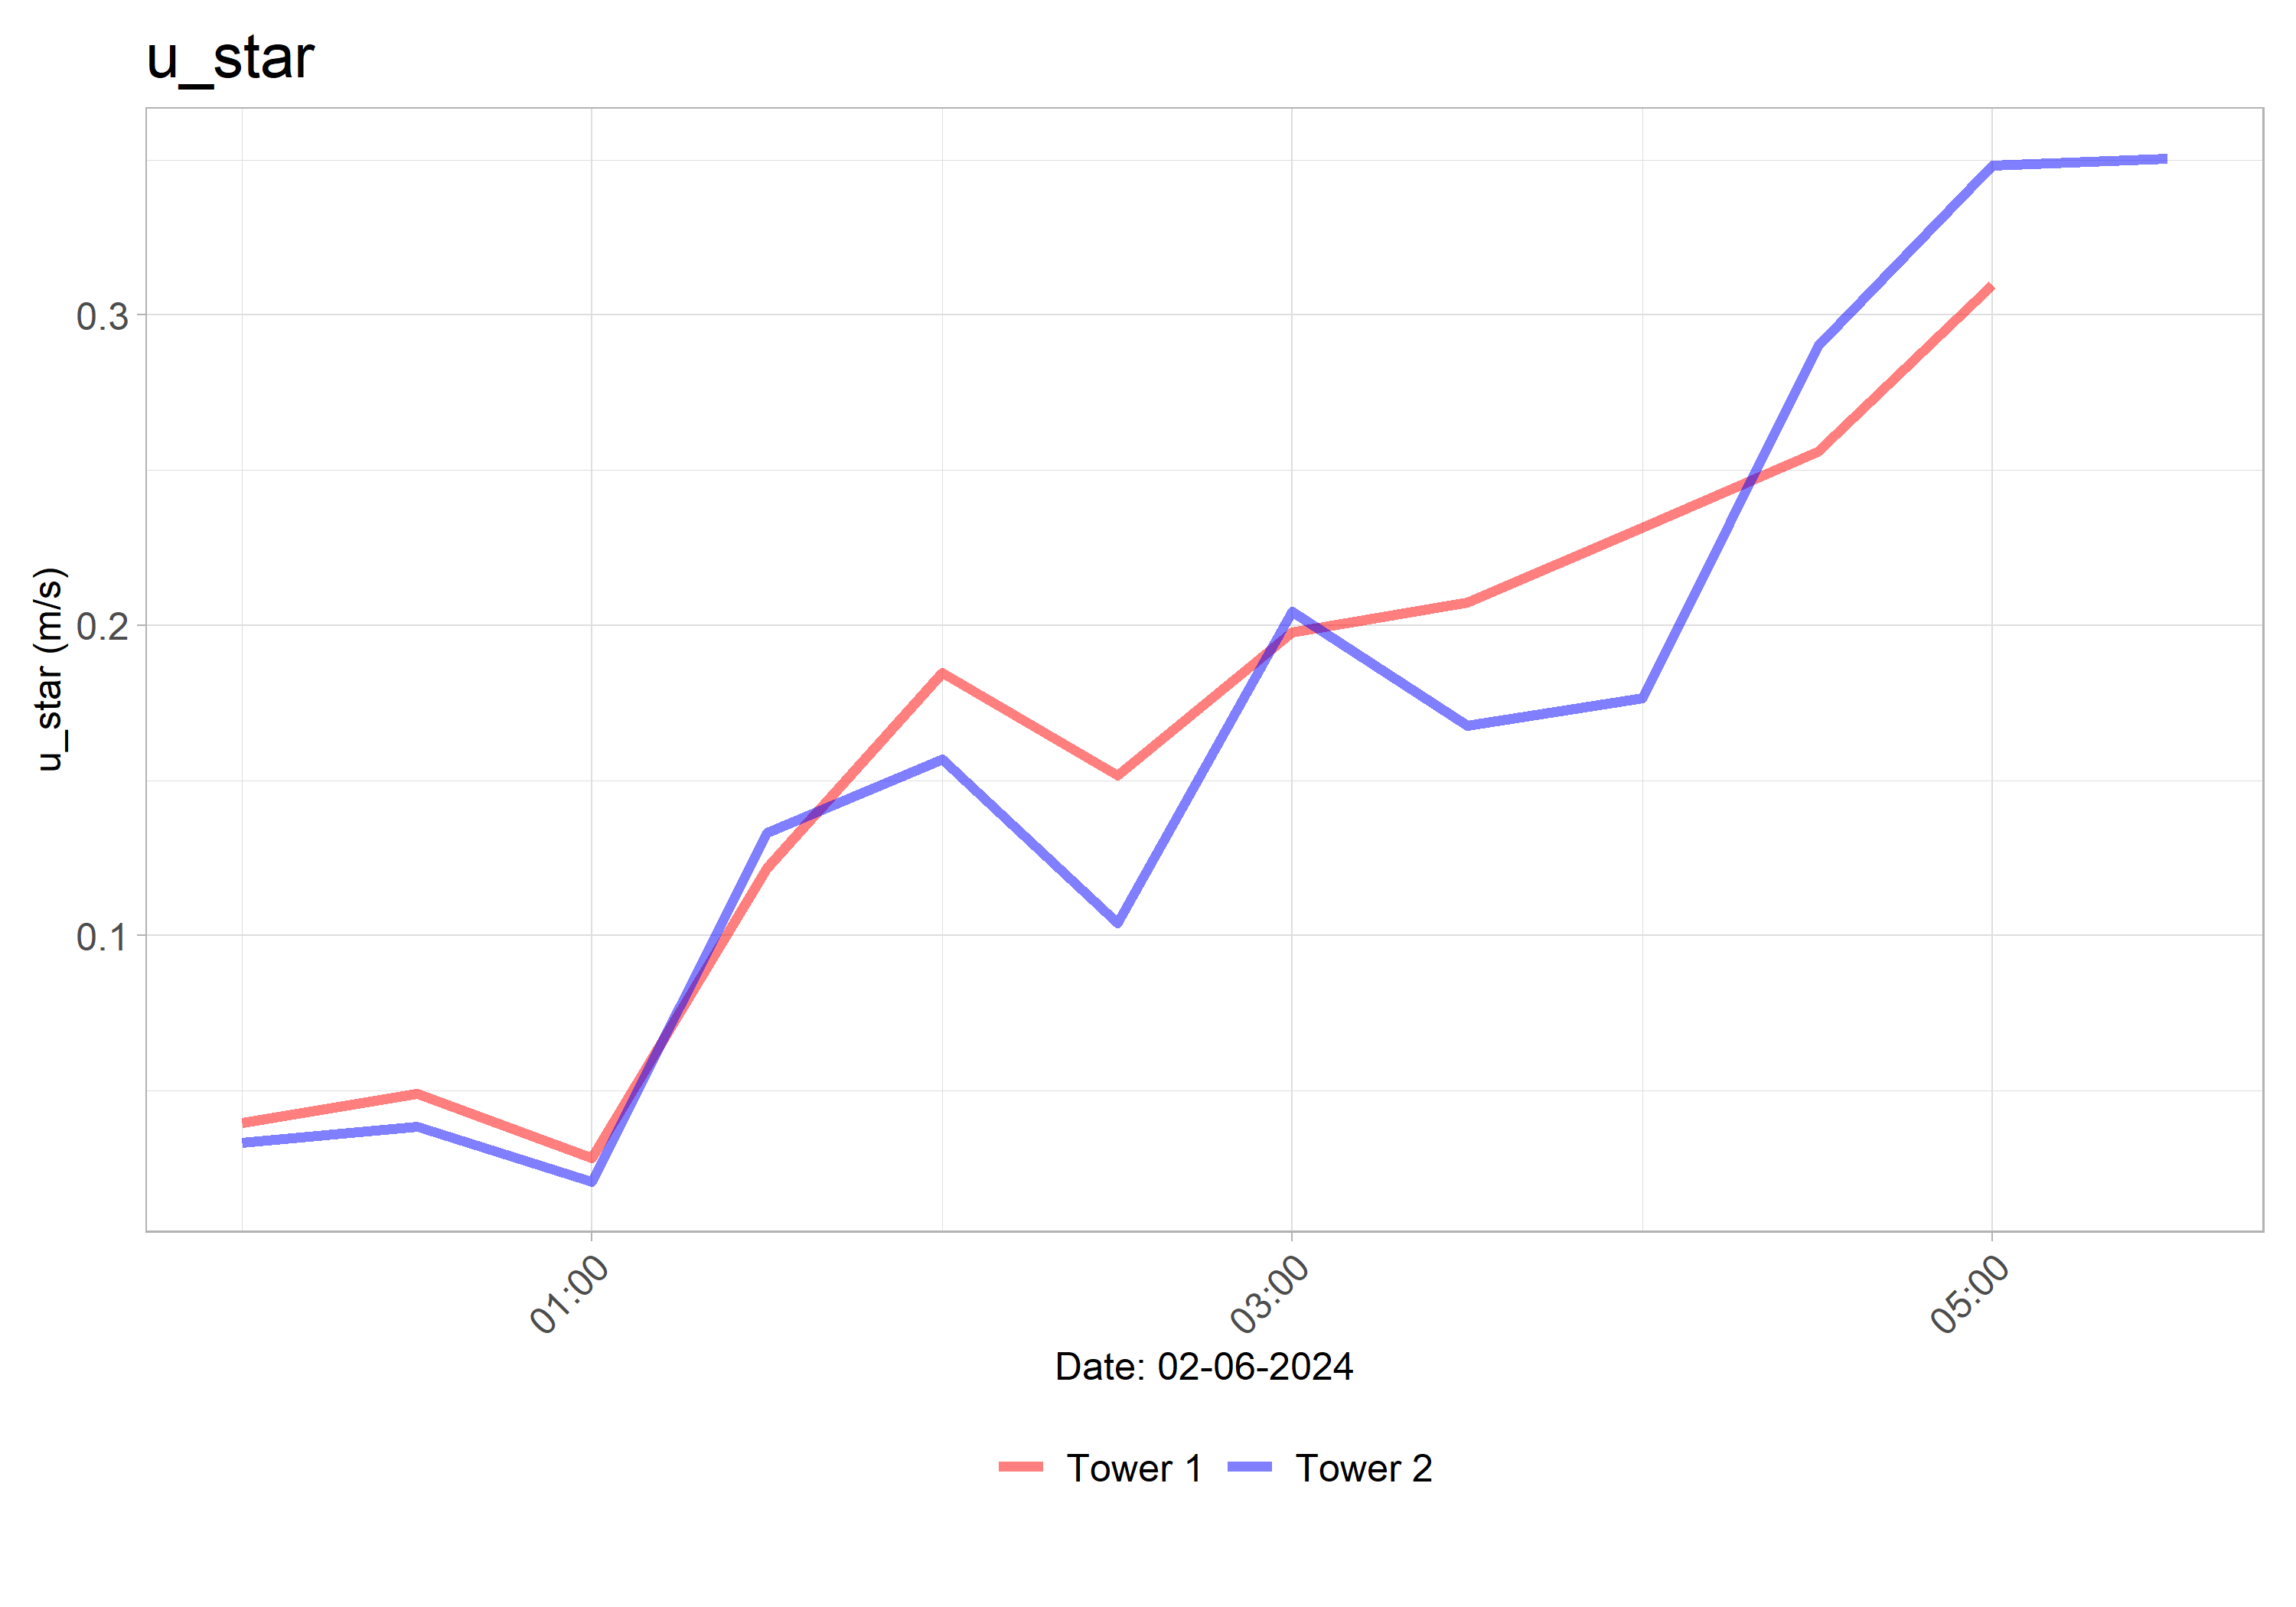 u_star
u_star (m/s)
0.3
0.2
0.1
01:00
03:00
05:00
Date: 02-06-2024
Tower 1
Tower 2